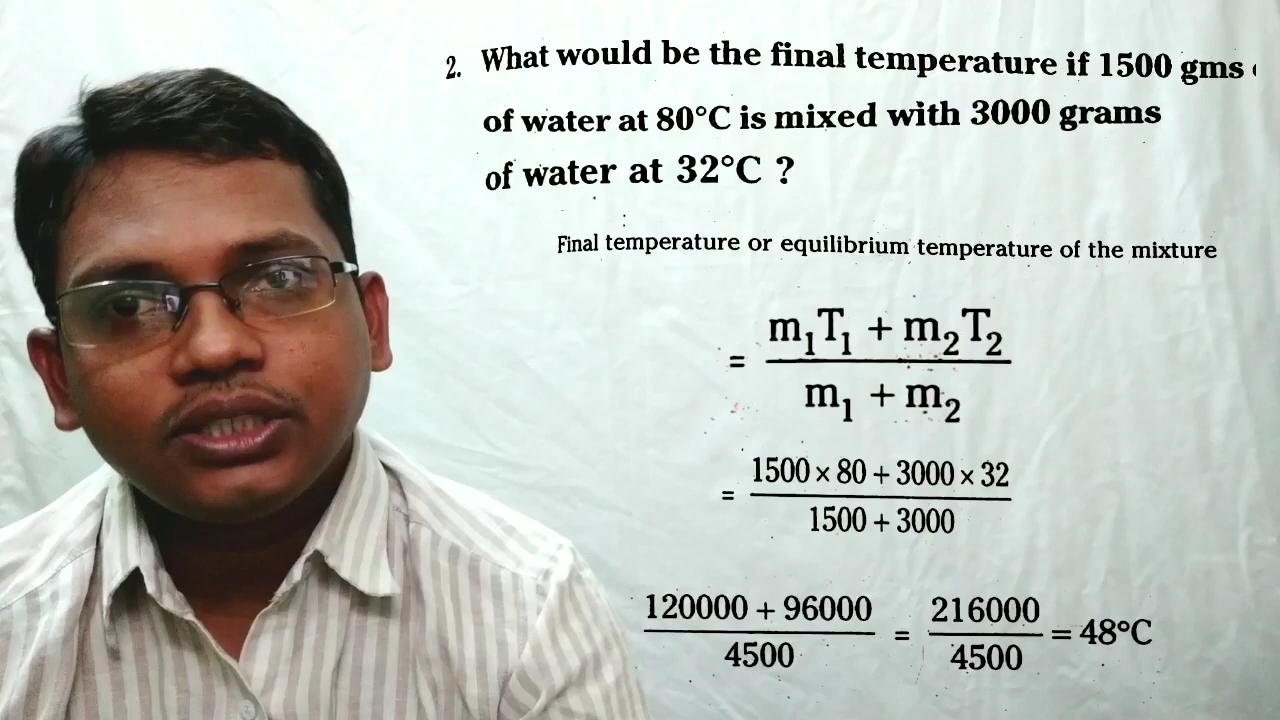 2. What would be the final temperature if 1500 gms
of water at 80°C is mixed with 3000 grams
of water at 32°C ?
Final temperature or equilibrium temperature of the mixture
= m₁T₁ + m₂T₂
m₁ + m₂
= 1500 × 80 + 3000 × 32
1500 + 3000
120000 + 96000 = 216000 = 48°C
4500 4500